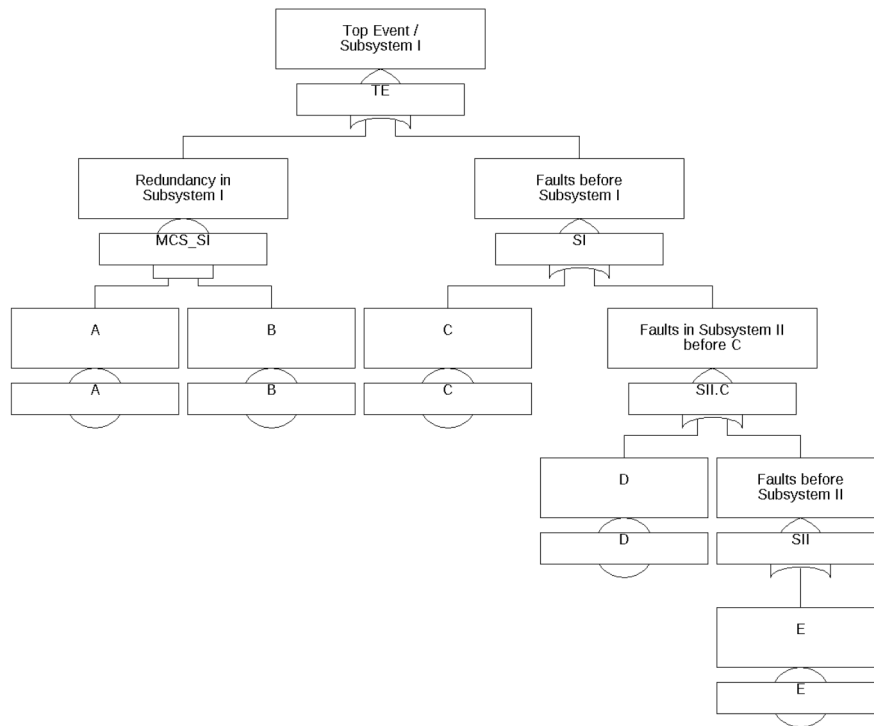 Top Event /
Subsystem I
TE
Redundancy in
Subsystem I
Faults before
Subsystem I
MCS_SI
SI
A
B
C
Faults in Subsystem II
before C
A
B
C
SII.C
D
Faults before
Subsystem II
D
SII
E
E